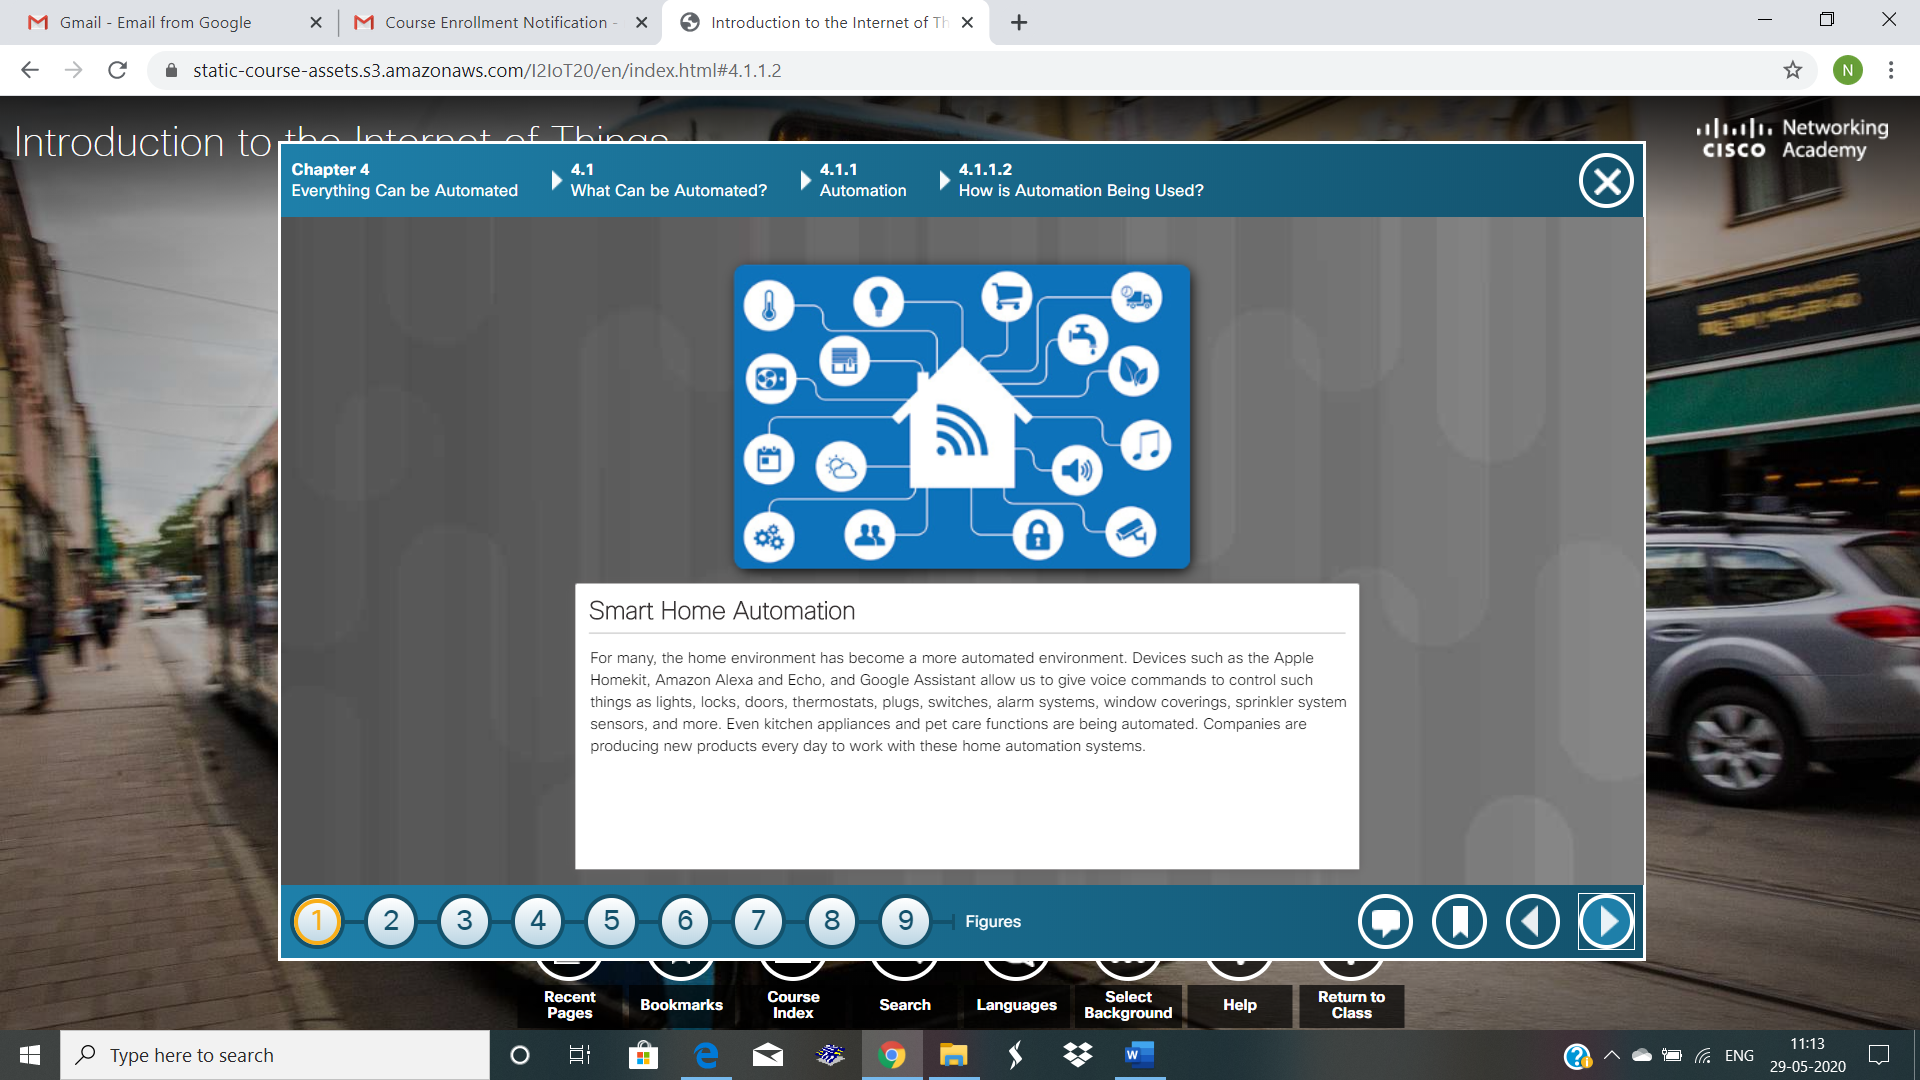 Gmail - Email from Google
Course Enrollment Notification -
Introduction to the Internet of Th
static-course-assets.s3.amazonaws.com/I2IoT20/en/index.html#4.1.1.2
N
Introduction to the Internet of Things
CISCO Networking Academy
Chapter 4
Everything Can be Automated
4.1
What Can be Automated?
4.1.1
Automation
4.1.1.2
How is Automation Being Used?
Smart Home Automation
For many, the home environment has become a more automated environment. Devices such as the Apple
Homekit, Amazon Alexa and Echo, and Google Assistant allow us to give voice commands to control such
things as lights, locks, doors, thermostats, plugs, switches, alarm systems, window coverings, sprinkler system
sensors, and more. Even kitchen appliances and pet care functions are being automated. Companies are
producing new products every day to work with these home automation systems.
1 2 3 4 5 6 7 8 9 Figures
Recent
Pages
Bookmarks
Course
Index
Search
Languages
Select
Background
Help
Return to
Class
Type here to search
ENG
11:13
29-05-2020